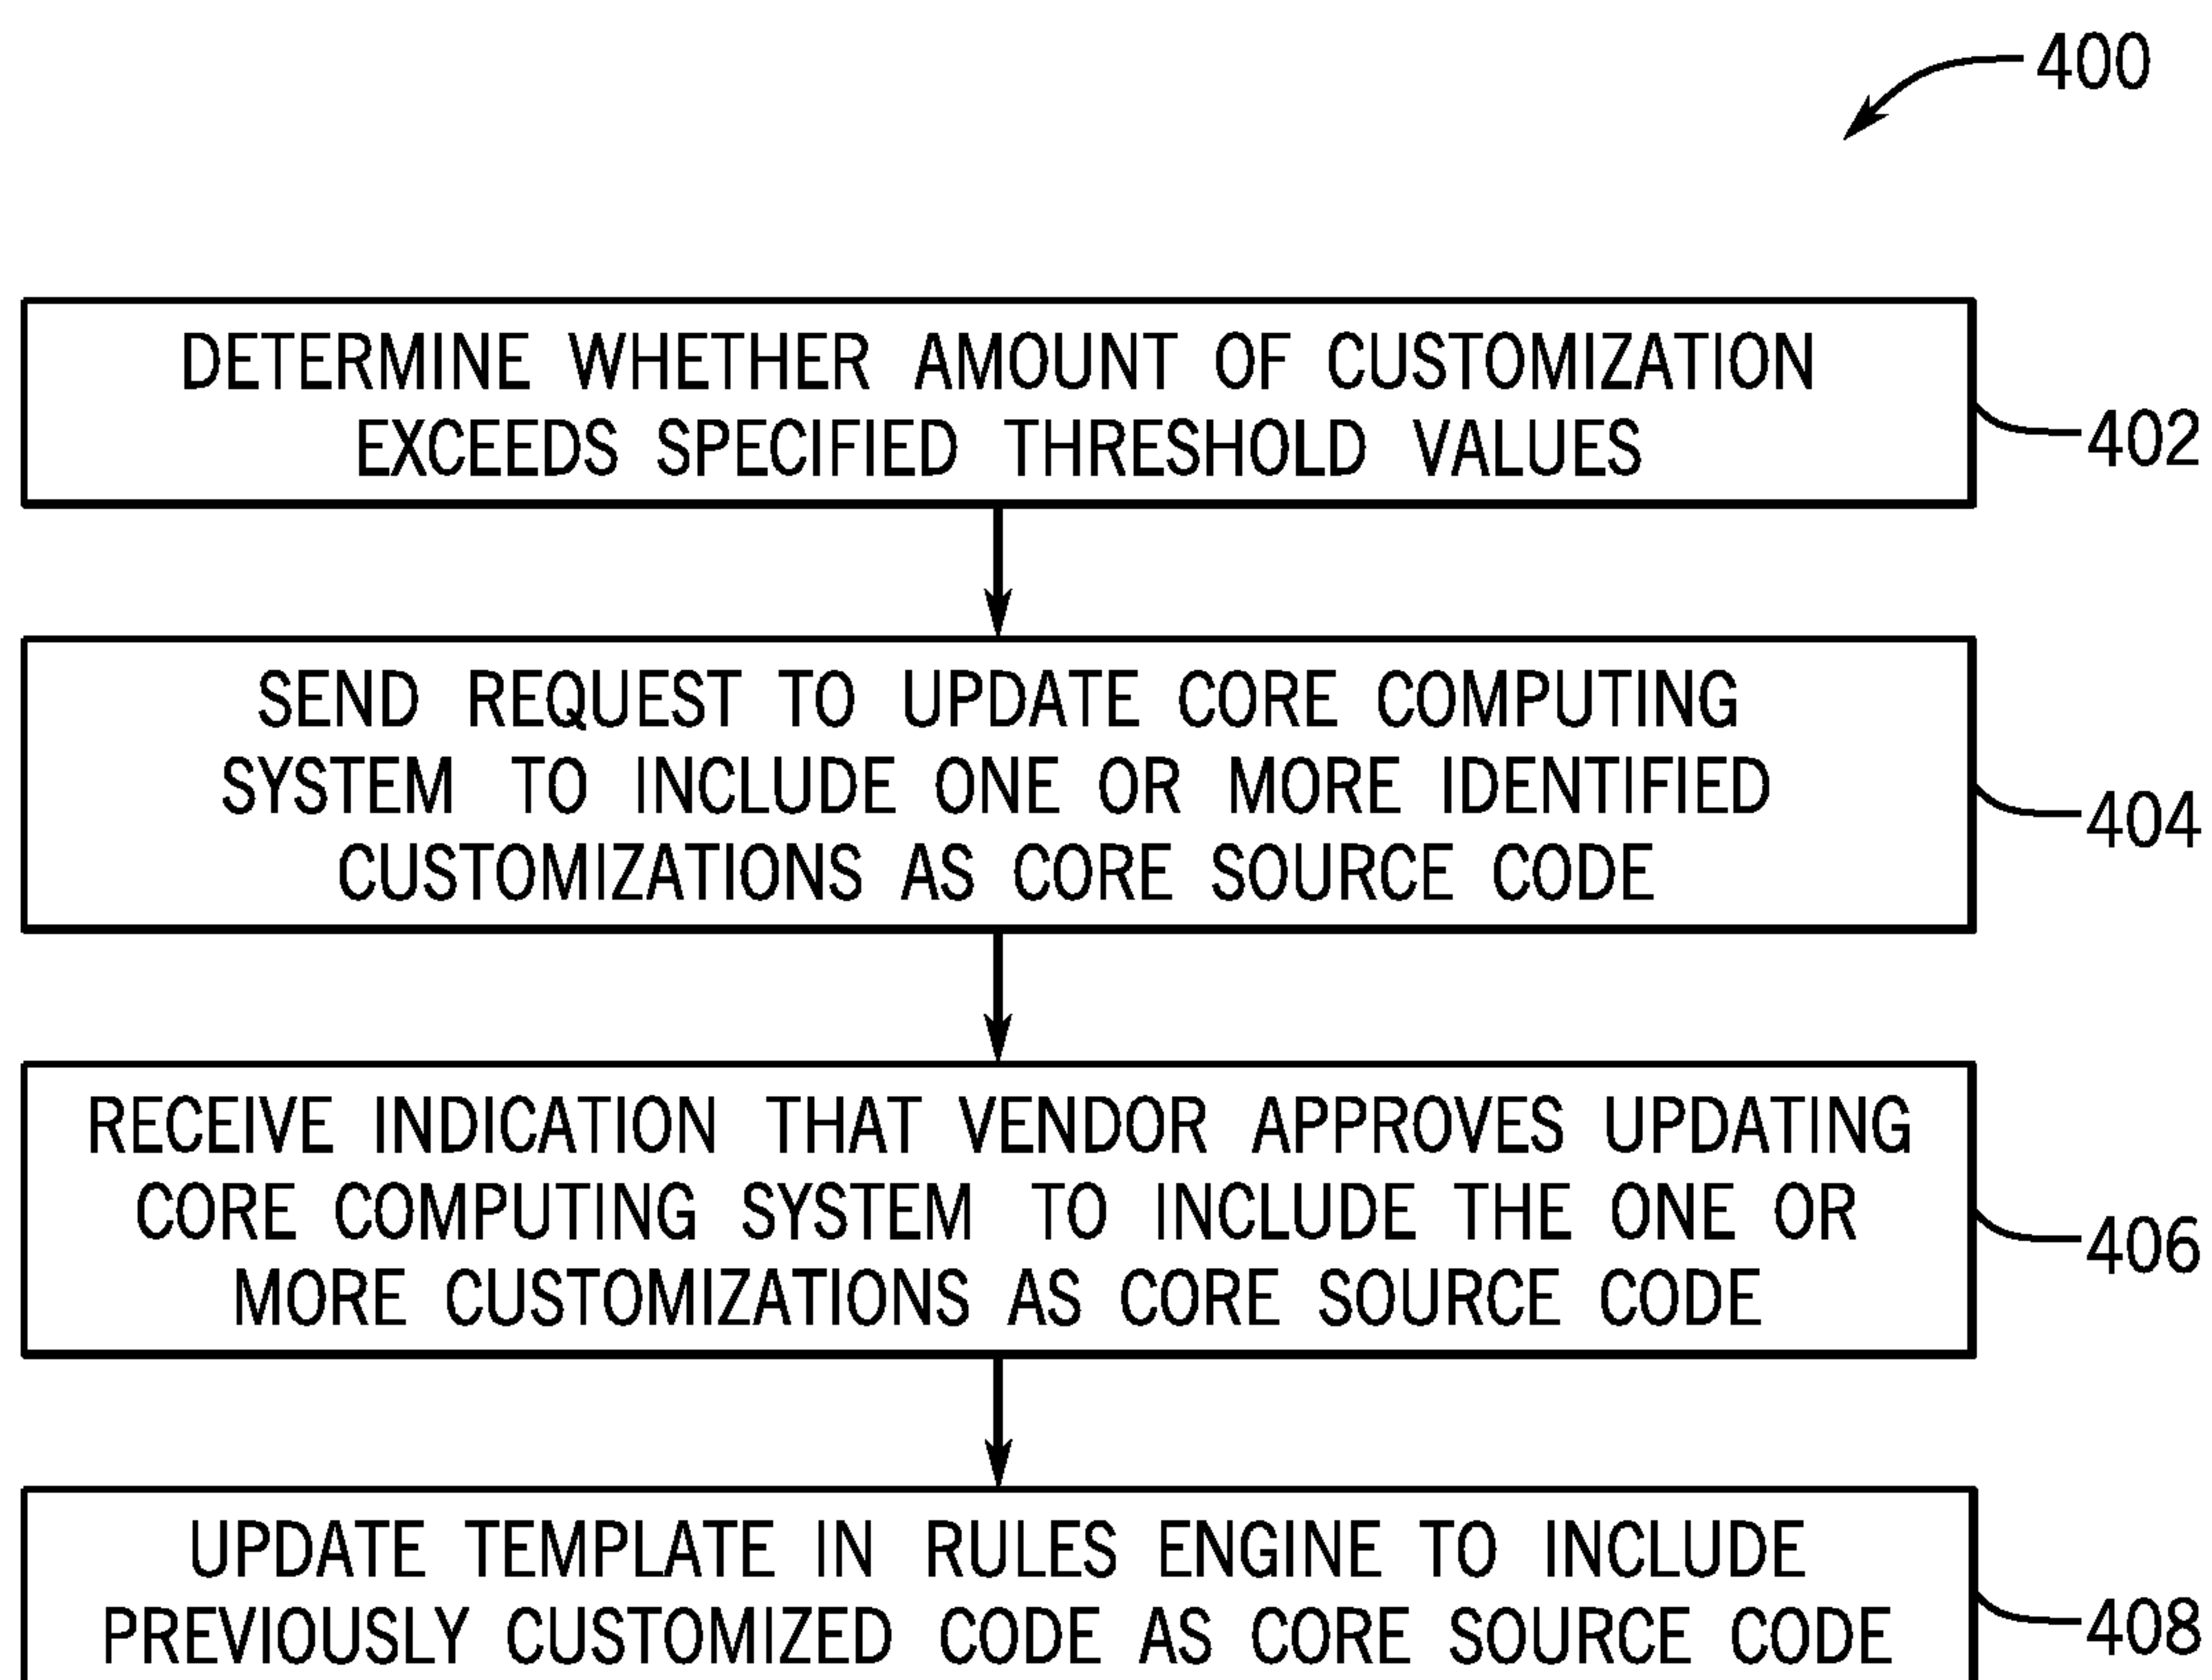 400
DETERMINE WHETHER AMOUNT OF CUSTOMIZATION
EXCEEDS SPECIFIED THRESHOLD VALUES
402
SEND REQUEST TO UPDATE CORE COMPUTING
SYSTEM TO INCLUDE ONE OR MORE IDENTIFIED
CUSTOMIZATIONS AS CORE SOURCE CODE
404
RECEIVE INDICATION THAT VENDOR APPROVES UPDATING
CORE COMPUTING SYSTEM TO INCLUDE THE ONE OR
MORE CUSTOMIZATIONS AS CORE SOURCE CODE
406
UPDATE TEMPLATE IN RULES ENGINE TO INCLUDE
PREVIOUSLY CUSTOMIZED CODE AS CORE SOURCE CODE
408